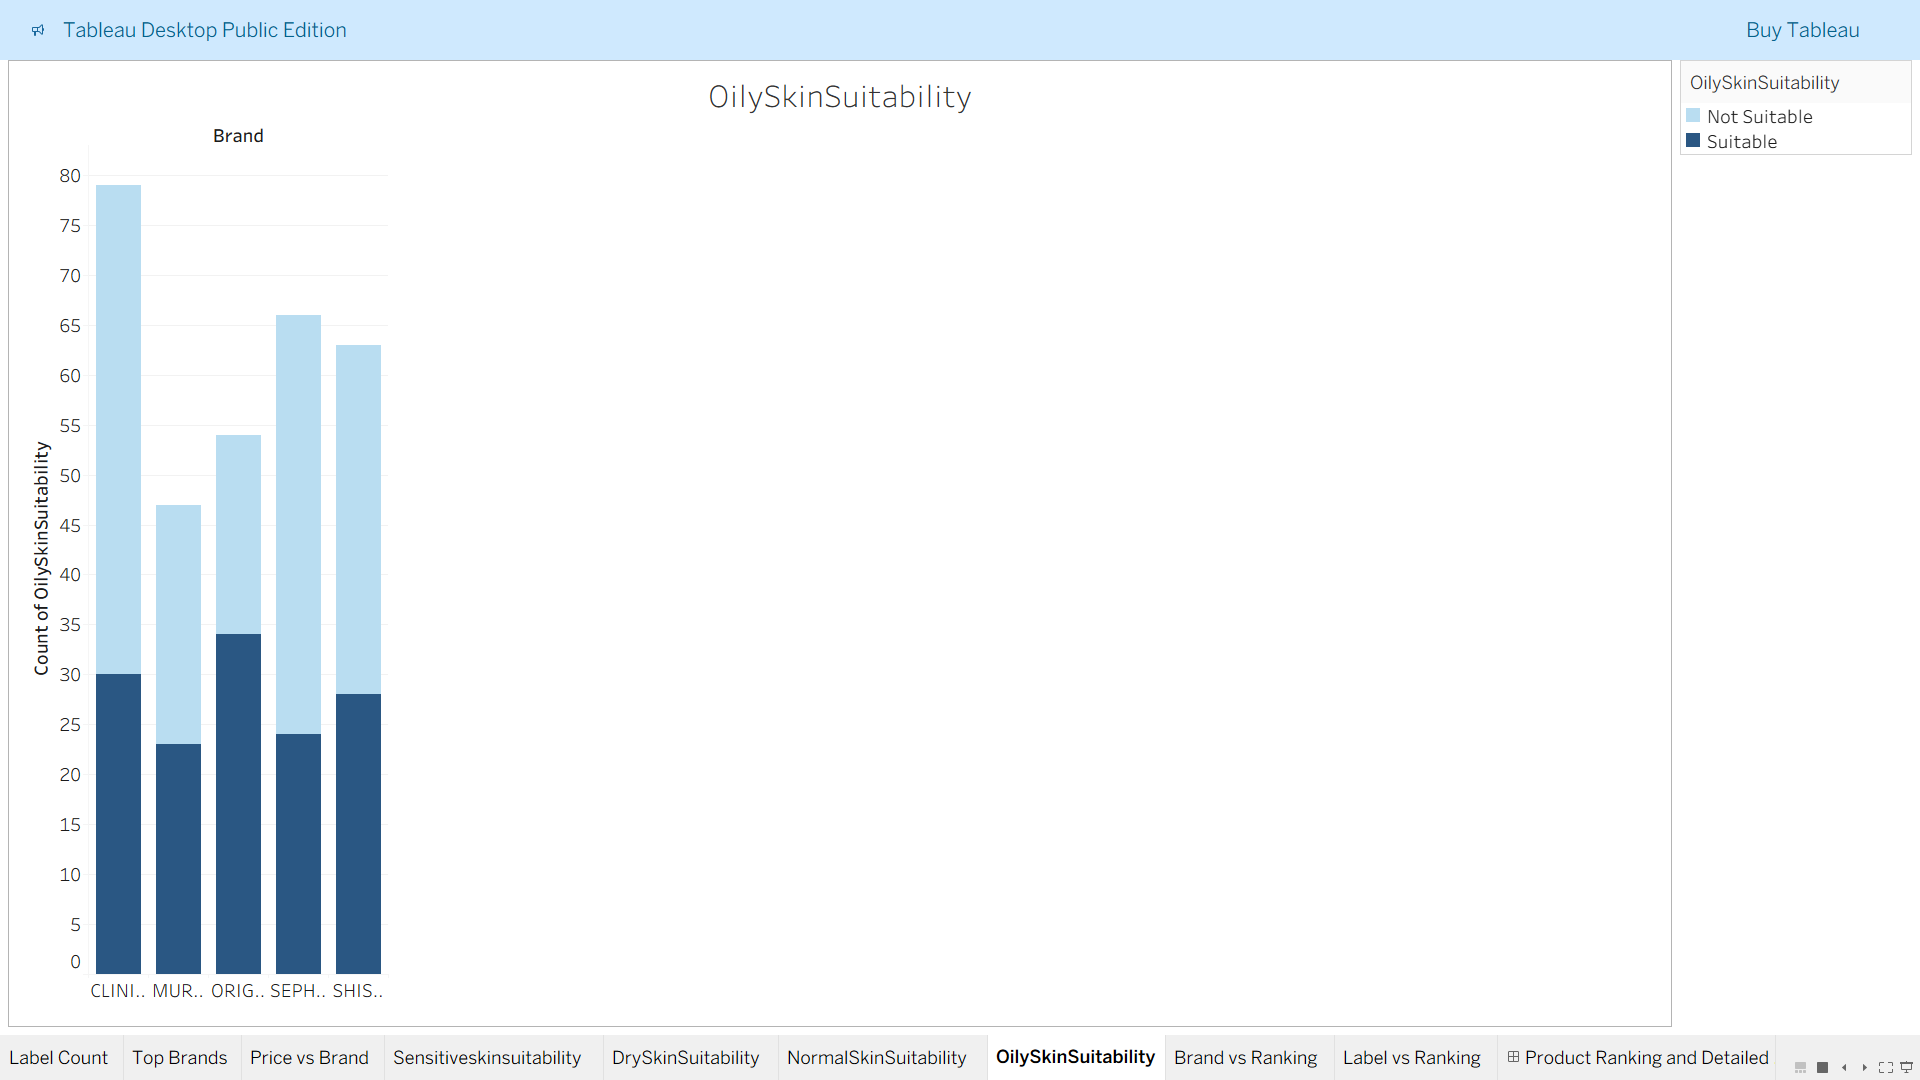 Tableau Desktop Public Edition
Buy Tableau
OilySkinSuitability
OilySkinSuitability
Not Suitable
Suitable
Brand
80
75
70
65
60
55
50
45
40
35
30
25
20
15
10
5
0
Count of OilySkinSuitability
CLINI.. MUR.. ORIG.. SEPH.. SHIS..
Label Count Top Brands Price vs Brand Sensitiveskinsuitability DrySkinSuitability NormalSkinSuitability OilySkinSuitability Brand vs Ranking Label vs Ranking Product Ranking and Detailed